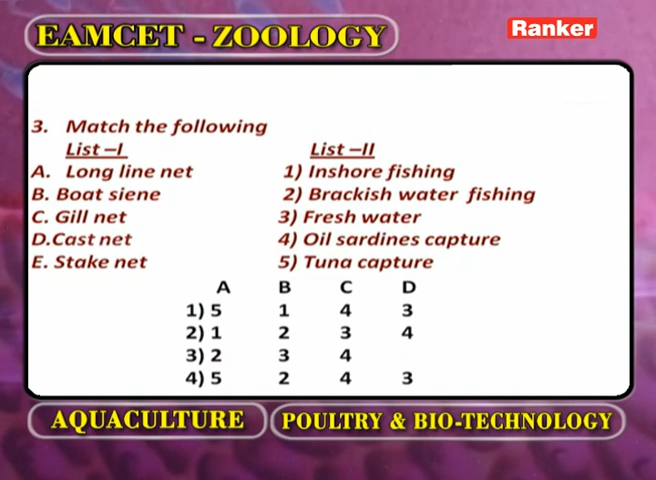 EAMCET - ZOOLOGY
Ranker
3. Match the following
List –I List –II
A. Long line net 1) Inshore fishing
B. Boat siene 2) Brackish water fishing
C. Gill net 3) Fresh water
D.Cast net 4) Oil sardines capture
E. Stake net 5) Tuna capture
A B C D
1) 5 1 4 3
2) 1 2 3 4
3) 2 3 4
4) 5 2 4 3
AQUACULTURE POULTRY & BIO-TECHNOLOGY